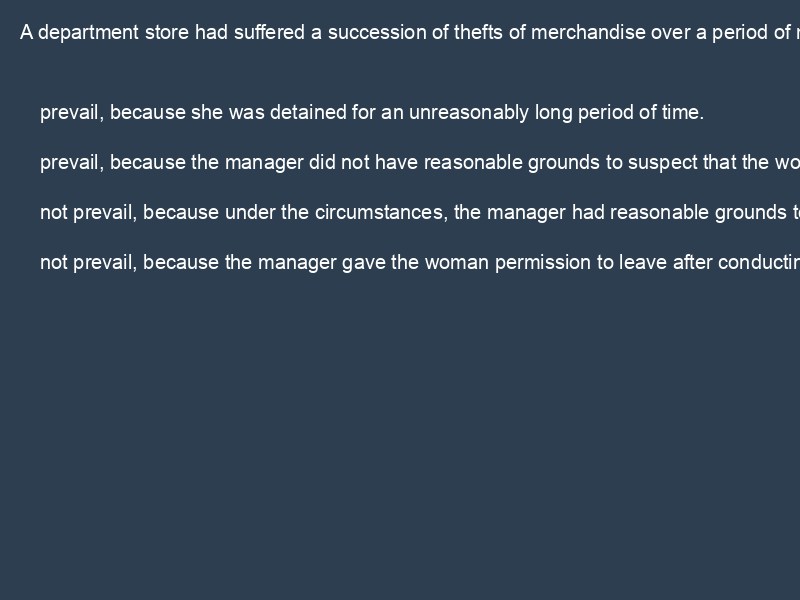 A department store had suffered a succession of thefts of merchandise over a period of
prevail, because she was detained for an unreasonably long period of time.
prevail, because the manager did not have reasonable grounds to suspect that the
not prevail, because under the circumstances, the manager had reasonable grounds
not prevail, because the manager gave the woman permission to leave after